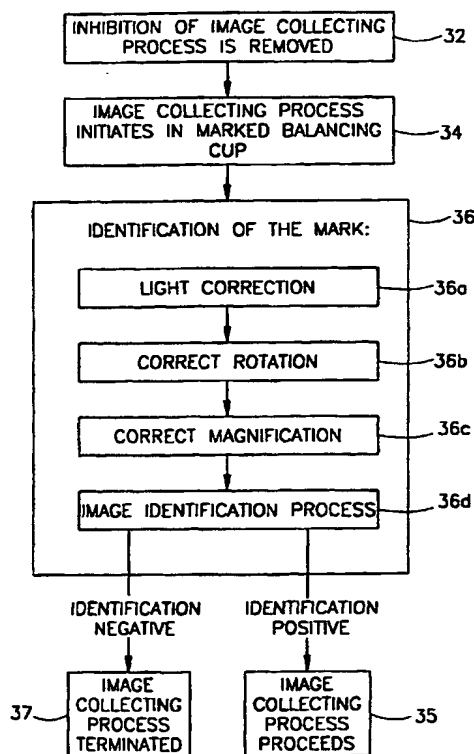 INHIBITION OF IMAGE COLLECTING
PROCESS IS REMOVED
32
IMAGE COLLECTING PROCESS
INITIATES IN MARKED BALANCING
CUP
34
36
IDENTIFICATION OF THE MARK:
LIGHT CORRECTION
36a
CORRECT ROTATION
36b
CORRECT MAGNIFICATION
36c
IMAGE IDENTIFICATION PROCESS
36d
IDENTIFICATION
NEGATIVE
IDENTIFICATION
POSITIVE
37
IMAGE
COLLECTING
PROCESS
TERMINATED
IMAGE
COLLECTING
PROCESS
PROCEEDS
35